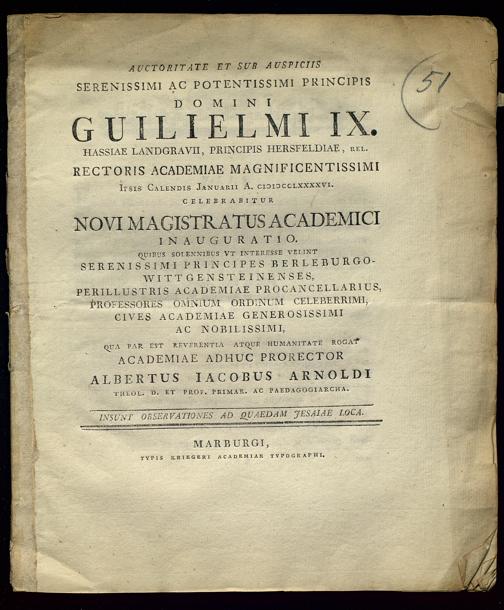 AUCTORITATE ET SUB AUSPICIIS
SERENISSIMI AC POTENTISSIMI PRINCIPIS
DOMINI
GUILIELMI IX.
HASSIAE LANDGRAVII, PRINCIPIS HERSFELDIAE, REL.
RECTORIS ACADEMIAE MAGNIFICENTISSIMI
IPSIS CALENDIS JANUARII A. CIƆIƆCCLXXXXVI.
CELEBRABITUR
NOVI MAGISTRATUS ACADEMICI
INAUGURATIO.
QUIBUS SOLENNIBUS VT INTERESSE VELINT
SERENISSIMI PRINCIPES BERLEBURGO-
WITTGENSTEINENSES,
PERILLUSTRIS ACADEMIAE PROCANCELLARIUS,
PROFESSORES OMNIUM ORDINUM CELEBERRIMI,
CIVES ACADEMIAE GENEROSISSIMI
AC NOBILISSIMI,
QUA PAR EST REVERENTIA ATQUE HUMANITATE ROGAT
ACADEMIAE ADHUC PRORECTOR
ALBERTUS IACOBUS ARNOLDI
THEOL. D. ET PROF. PRIMAR. AC PAEDAGOGIARCHA.
INSUNT OBSERVATIONES AD QUAEDAM JESAIAE LOCA.
MARBURGI,
TYPIS KRIEGERI ACADEMIAE TYPOGRAPHI.
51